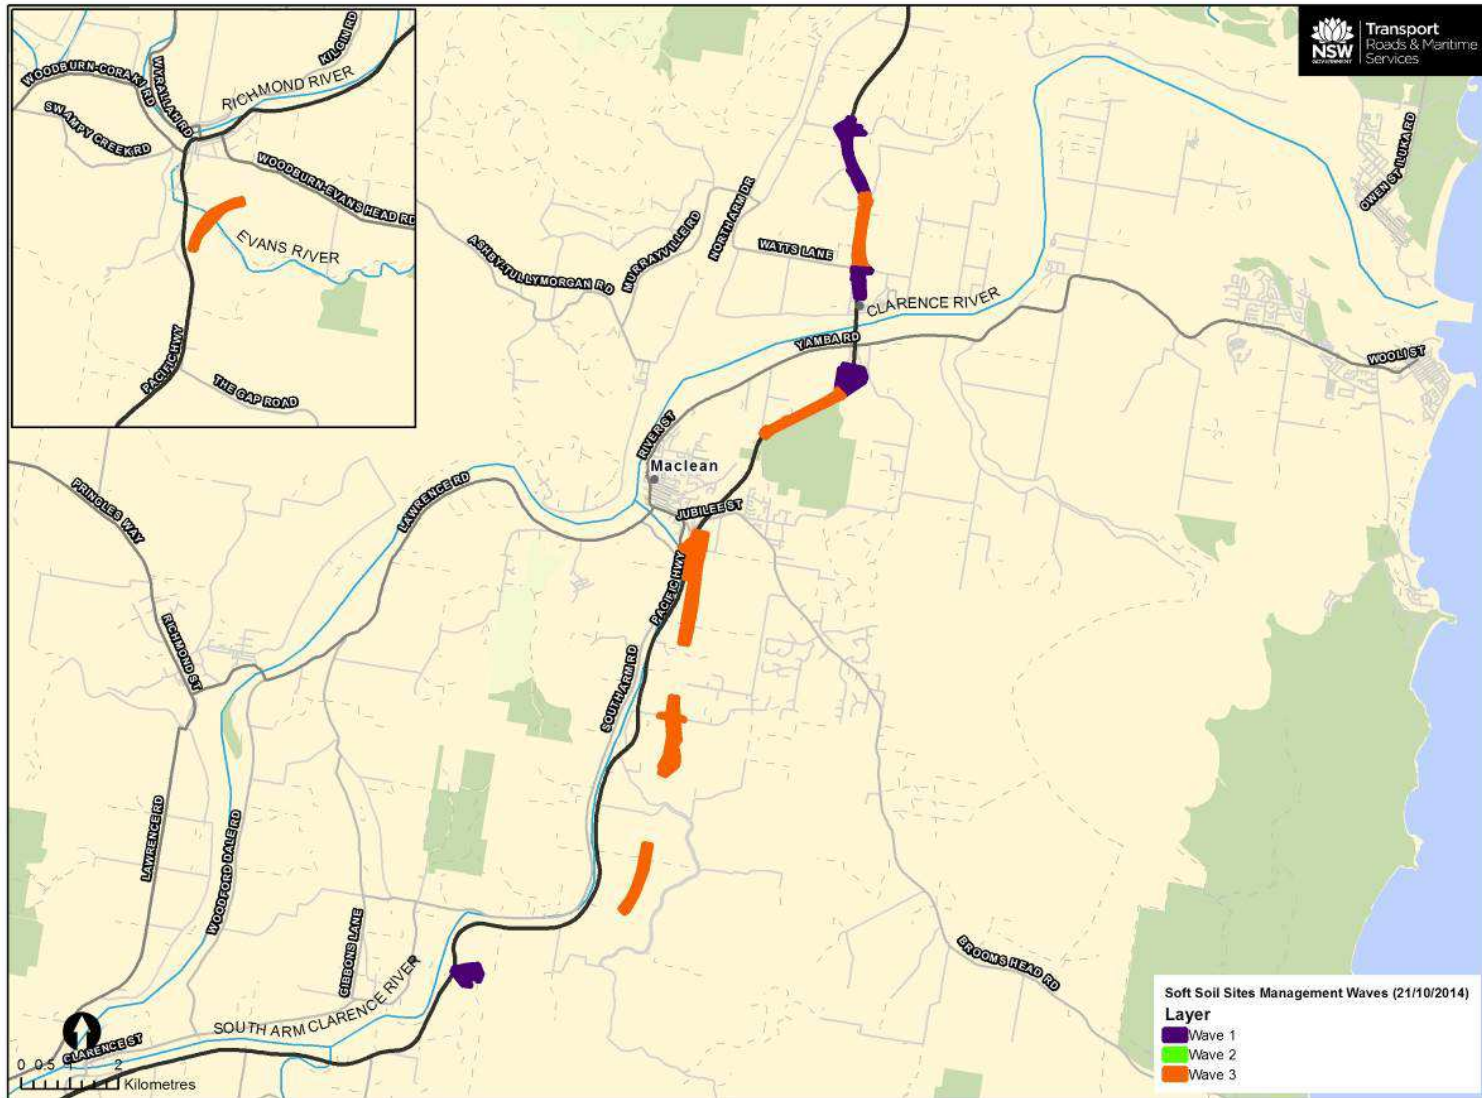 Transport
Roads & Maritime
Services
NSW
GOVERNMENT
KILGIN RD
WOODBURN-CORAKI RD
WYRALLAH RD
RICHMOND RIVER
SWAMPY CREEK RD
WOODBURN-EVANS HEAD RD
EVANS RIVER
PACIFIC HWY
THE GAP ROAD
OWEN ST ILUKA RD
NORTH ARM DR
MURRAYVILLE RD
ASHBY-TULLYMORGAN RD
WATTS LANE
CLARENCE RIVER
YAMBA RD
WOOLI ST
RIVER ST
Maclean
LAWRENCE RD
PRINGLES WAY
JUBILEE ST
PACIFIC HWY
RICHMOND ST
SOUTH ARM RD
LAWRENCE RD
WOODFORD DALE RD
GIBBONS LANE
BROOMS HEAD RD
SOUTH ARM CLARENCE RIVER
CLARENCE ST
0 0.5 1 2
Kilometres
Soft Soil Sites Management Waves (21/10/2014)
Layer
Wave 1
Wave 2
Wave 3